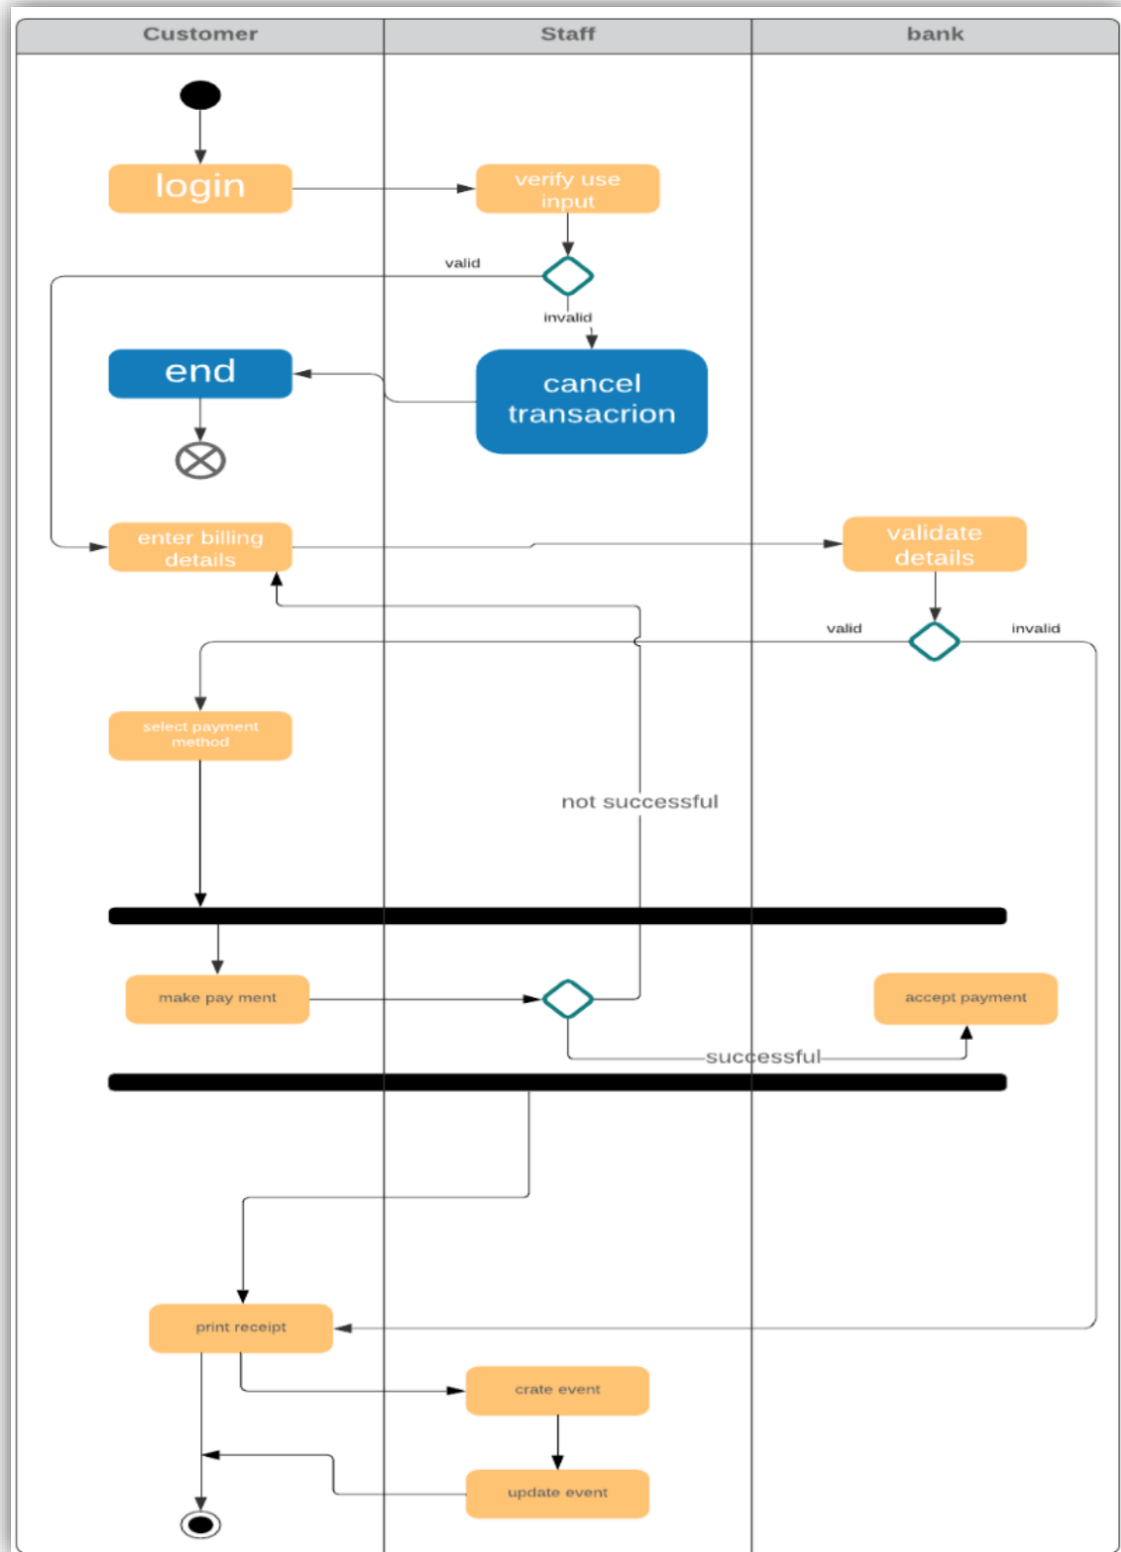 Customer
Staff
bank
login
verify use
input
valid
invalid
end
cancel
transacrion
enter billing
details
validate
details
valid
invalid
select payment
method
not successful
make pay ment
accept payment
successful
print receipt
crate event
update event